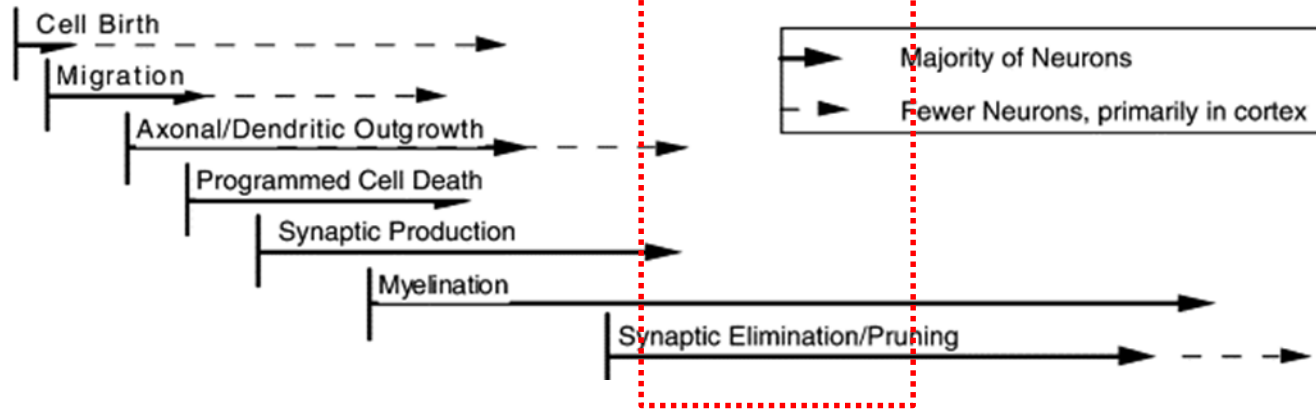 Cell Birth
Migration
Axonal/Dendritic Outgrowth
Programmed Cell Death
Synaptic Production
Myelination
Synaptic Elimination/Pruning
Majority of Neurons
Fewer Neurons, primarily in cortex